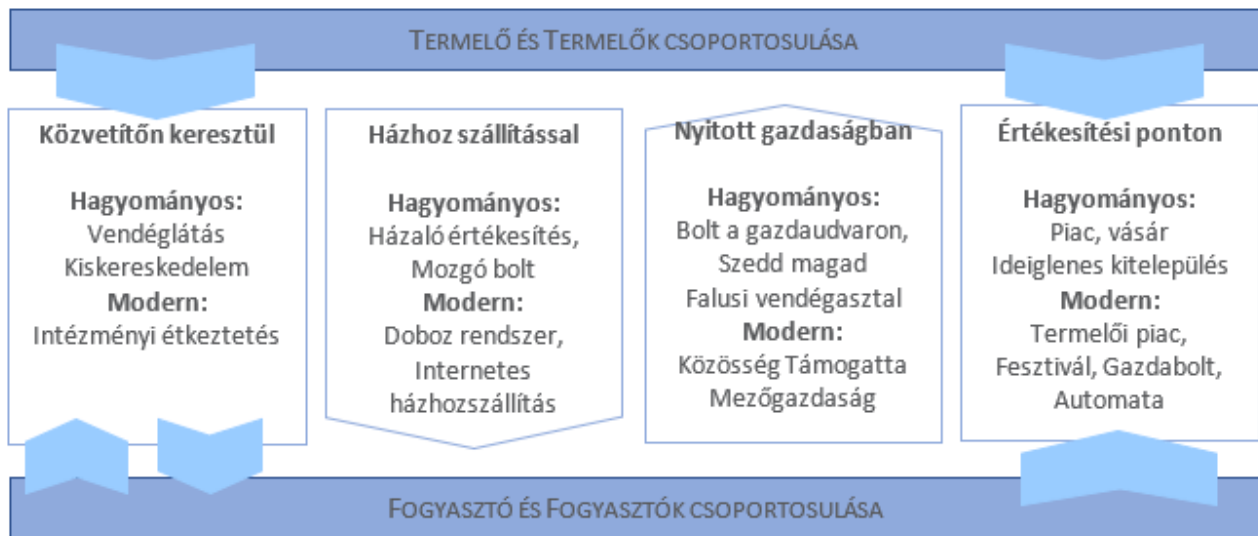 TERMELŐ ÉS TERMELŐK CSOPORTOSULÁSA
Közvetítőn keresztül
Hagyományos:
Vendéglátás
Kiskereskedelem
Modern:
Intézményi étkeztetés
Házhoz szállítással
Hagyományos:
Házaló értékesítés,
Mozgó bolt
Modern:
Doboz rendszer,
Internetes
házhozszállítás
Nyitott gazdaságban
Hagyományos:
Bolt a gazdaudvaron,
Szedd magad
Falusi vendégasztal
Modern:
Közösség Támogatta
Mezőgazdaság
Értékesítési ponton
Hagyományos:
Piac, vásár
Ideiglenes kitelepülés
Modern:
Termelői piac,
Fesztivál, Gazdabolt,
Automata
FOGYASZTÓ ÉS FOGYASZTÓK CSOPORTOSULÁSA